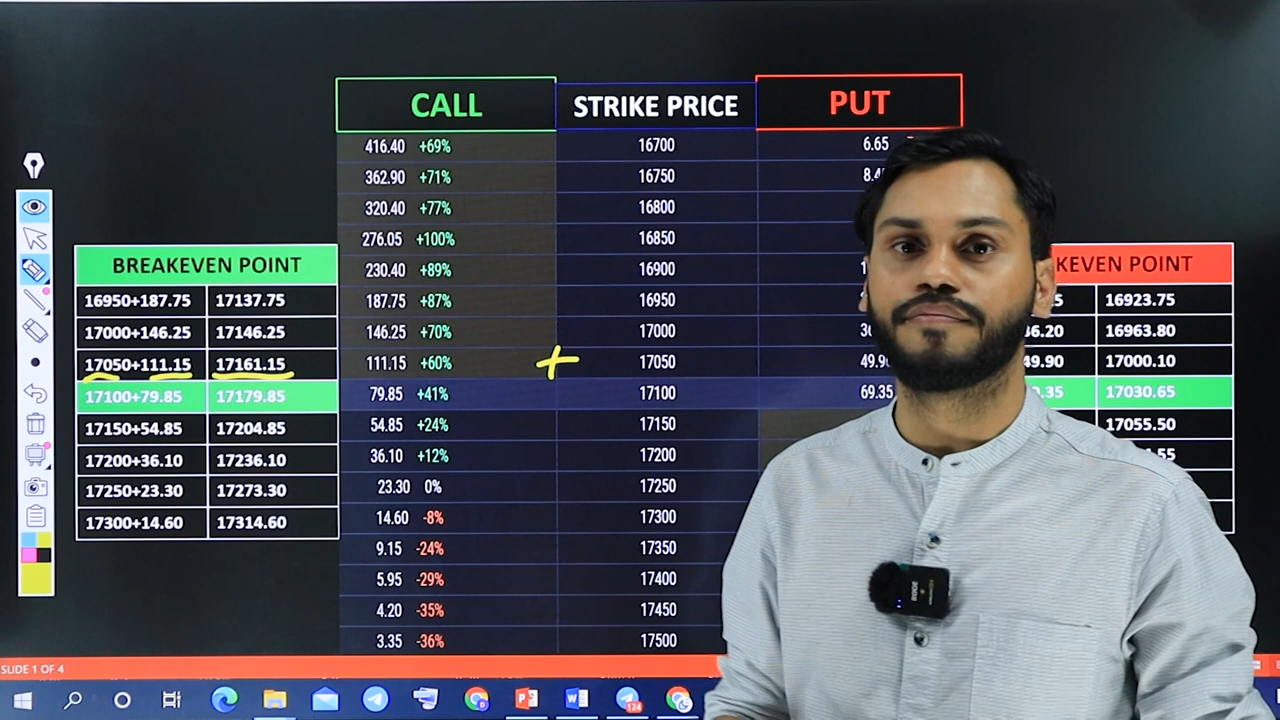 CALL STRIKE PRICE PUT
416.40 +69% 16700 6.65
362.90 +71% 16750
320.40 +77% 16800
276.05 +100% 16850
230.40 +89% 16900
187.75 +87% 16950
146.25 +70% 17000
111.15 +60% 17050 49.90
79.85 +41% 17100 69.35
54.85 +24% 17150
36.10 +12% 17200
23.30 0% 17250
14.60 -8% 17300
9.15 -24% 17350
5.95 -29% 17400
4.20 -35% 17450
3.35 -36% 17500
BREAKEVEN POINT
16950+187.75 17137.75
17000+146.25 17146.25
17050+111.15 17161.15
17100+79.85 17179.85
17150+54.85 17204.85
17200+36.10 17236.10
17250+23.30 17273.30
17300+14.60 17314.60
POINT
16923.75
16963.80
49.90 17000.10
17030.65
17055.50
SLIDE 1 OF 4
124
RODE